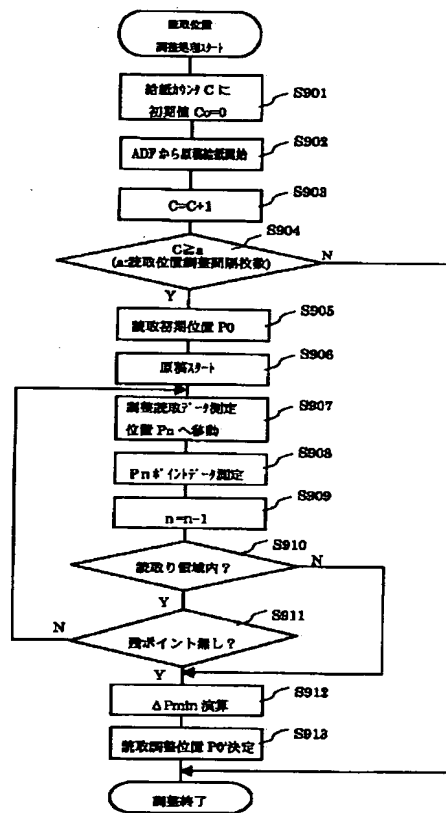 読取位置
調整処理スタート
給紙カウンタ C に
初期値 Co=0
S901
ADFから原稿給紙開始
S902
C=C+1
S903
C≧a
(a:読取位置調整間隔枚数)
S904
N
Y
読取初期位置 P0
S905
原稿スタート
S906
調整読取データ測定
位置 Pn へ移動
S907
Pnポイントデータ測定
S908
n=n-1
S909
読取り領域内？
S910
N
Y
残ポイント無し？
S911
N
Y
ΔPmin 演算
S912
読取調整位置 P0'決定
S913
調整終了